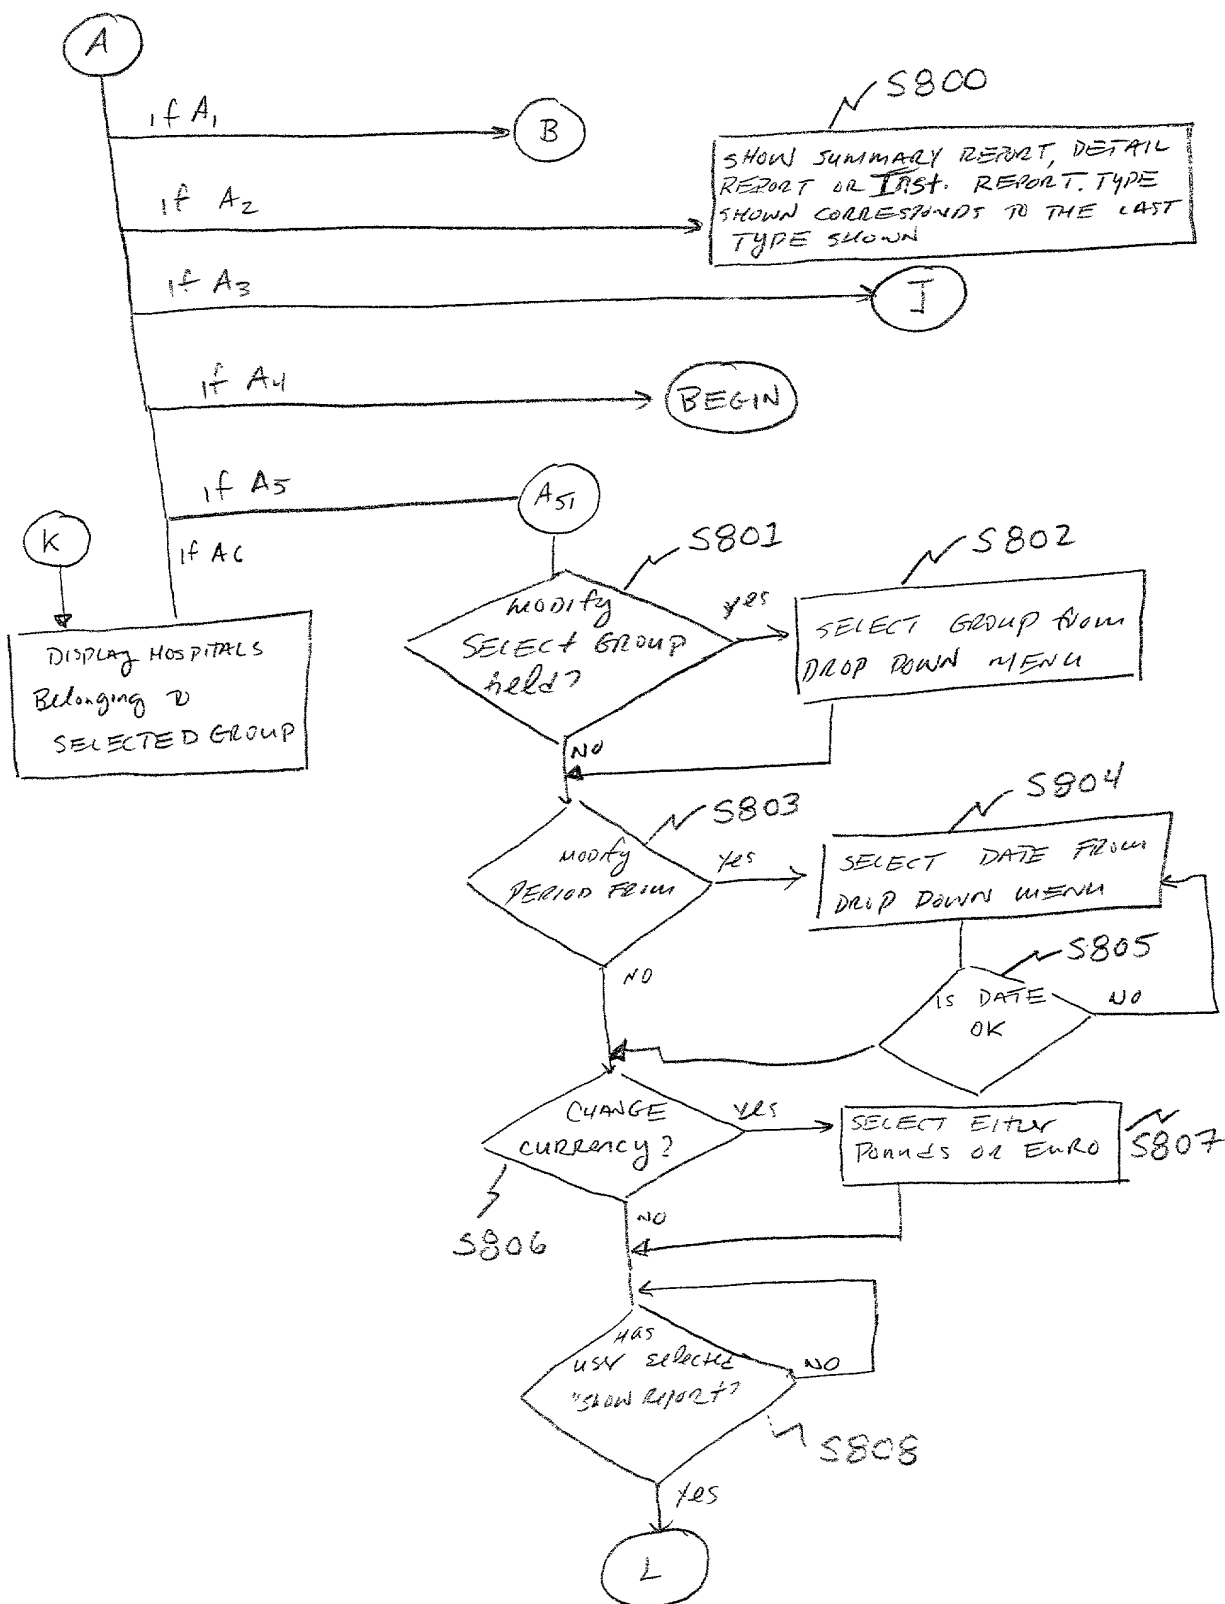 A
if A1
B
S800
SHOW SUMMARY REPORT, DETAIL
REPORT OR Inst. REPORT. TYPE
SHOWN CORRESPONDS TO THE LAST
TYPE SHOWN
if A2
if A3
J
if A4
BEGIN
if A5
A51
K
if A6
DISPLAY HOSPITALS
Belonging to
SELECTED GROUP
S801
MODIFY
SELECT GROUP
field?
yes
S802
SELECT GROUP from
DROP DOWN MENU
NO
S803
MODIFY
PERIOD FROM
Yes
S804
SELECT DATE FROM
DROP DOWN MENU
NO
S805
IS DATE
OK
NO
CHANGE
CURRENCY?
yes
SELECT Either
Pounds or EURO
S807
S806
NO
Has
user selected
"SHOW Report?
NO
S808
Yes
L